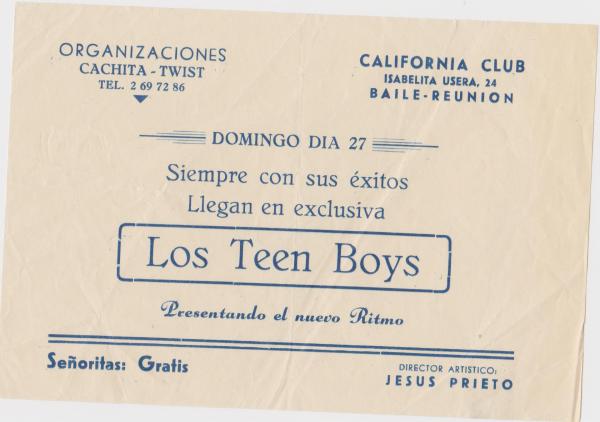 ORGANIZACIONES
CACHITA - TWIST
TEL. 2 69 72 86
CALIFORNIA CLUB
ISABELITA USERA, 24
BAILE - REUNION
DOMINGO DIA 27
Siempre con sus éxitos
Llegan en exclusiva
Los Teen Boys
Presentando el nuevo Ritmo
Señoritas: Gratis
DIRECTOR ARTISTICO:
JESUS PRIETO